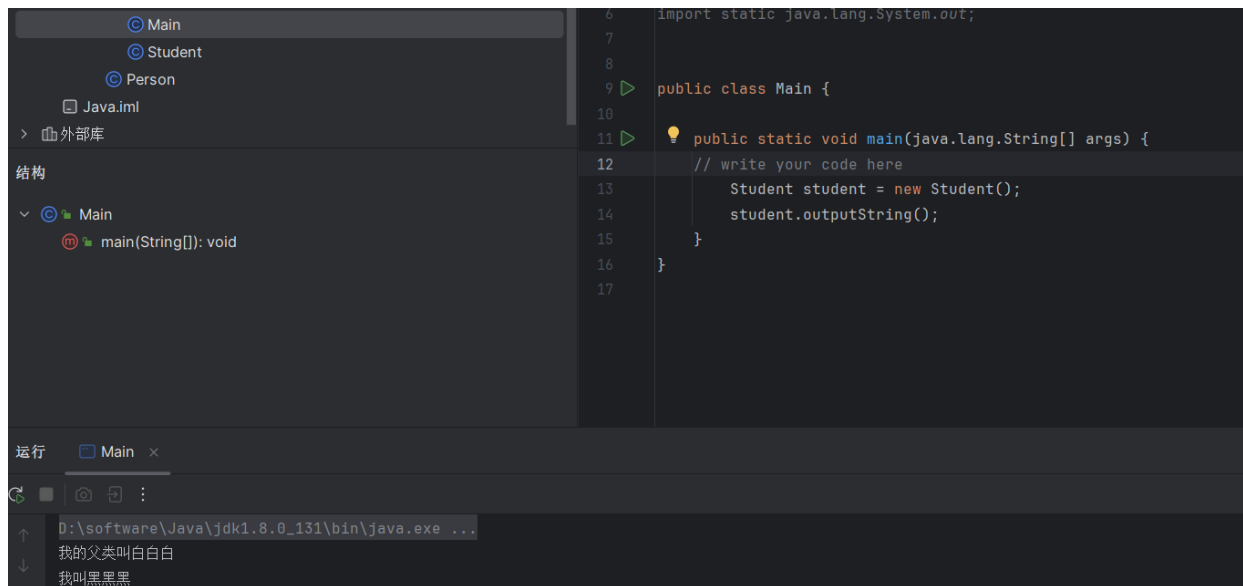 Main
Student
Person
Java.iml
外部库
结构
Main
main(String[]): void
6 import static java.lang.System.out;
7
8
9 public class Main {
10
11 public static void main(java.lang.String[] args) {
12 // write your code here
13 Student student = new Student();
14 student.outputString();
15 }
16 }
17
运行 Main
D:\software\Java\jdk1.8.0_131\bin\java.exe ...
我的父类叫白白白
我叫黑黑黑